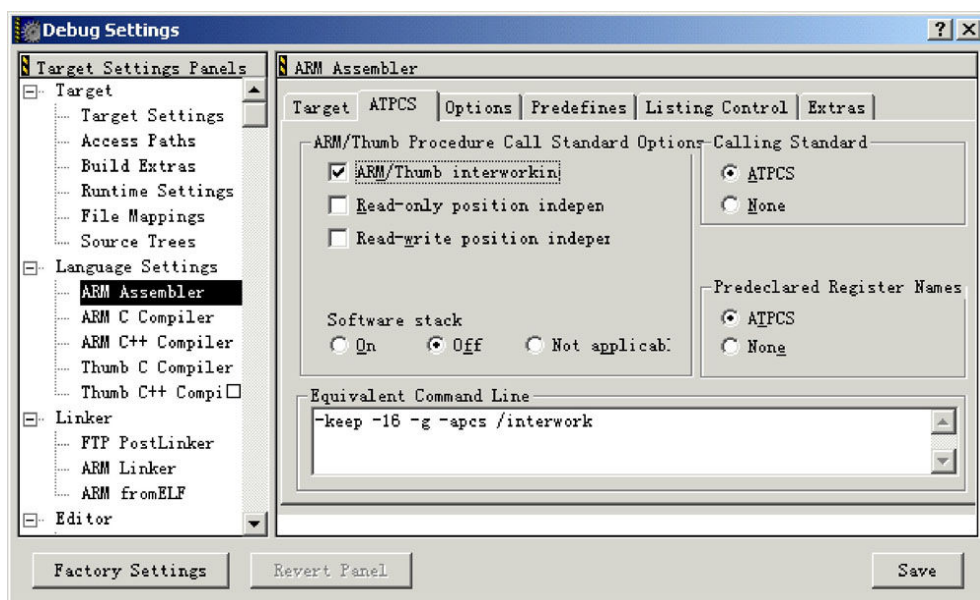 Debug Settings
Target Settings Panels
Target
Target Settings
Access Paths
Build Extras
Runtime Settings
File Mappings
Source Trees
Language Settings
ARM Assembler
ARM C Compiler
ARM C++ Compiler
Thumb C Compiler
Thumb C++ Compi
Linker
FTP PostLinker
ARM Linker
ARM fromELF
Editor
ARM Assembler
Target ATPCS Options Predefines Listing Control Extras
ARM/Thumb Procedure Call Standard Options
ARM/Thumb interworkin
Read-only position indepen
Read-write position indeper
Software stack
On Off Not applicab
Calling Standard
ATPCS
None
Predeclared Register Names
ATPCS
None
Equivalent Command Line
-keep -16 -g -apcs /interwork
Factory Settings Revert Panel Save